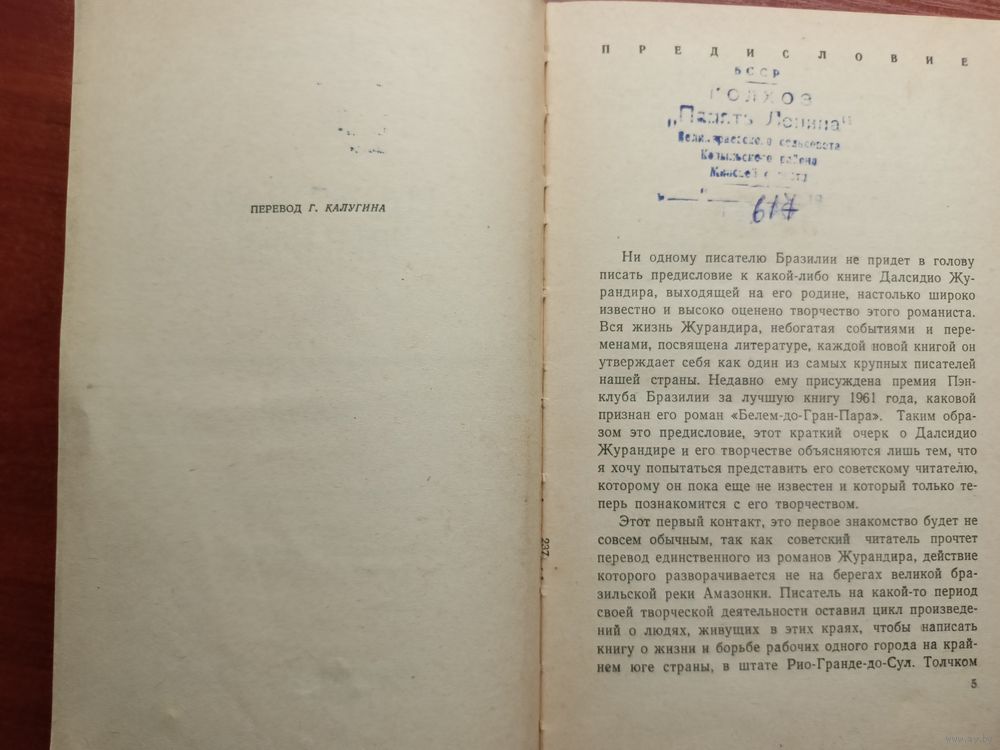 ПЕРЕВОД Г. КАЛУГИНА
ПРЕДИСЛОВИЕ
БССР
"Память Ленина"
Копыльского района
617
Ни одному писателю Бразилии не придет в голову
писать предисловие к какой-либо книге Далсидио Жу-
рандира, выходящей на его родине, настолько широко
известно и высоко оценено творчество этого романиста.
Вся жизнь Журандира, небогатая событиями и пере-
менами, посвящена литературе, каждой новой книгой он
утверждает себя как один из самых крупных писателей
нашей страны. Недавно ему присуждена премия Пэн-
клуба Бразилии за лучшую книгу 1961 года, каковой
признан его роман «Белем-до-Гран-Пара». Таким обра-
зом это предисловие, этот краткий очерк о Далсидио
Журандире и его творчестве объясняются лишь тем, что
я хочу попытаться представить его советскому читателю,
которому он пока еще не известен и который только те-
перь познакомится с его творчеством.
Этот первый контакт, это первое знакомство будет не
совсем обычным, так как советский читатель прочтет
перевод единственного из романов Журандира, действие
которого разворачивается не на берегах великой бра-
зильской реки Амазонки. Писатель на какой-то период
своей творческой деятельности оставил цикл произведе-
ний о людях, живущих в этих краях, чтобы написать
книгу о жизни и борьбе рабочих одного города на край-
нем юге страны, в штате Рио-Гранде-до-Сул. Толчком
5
237